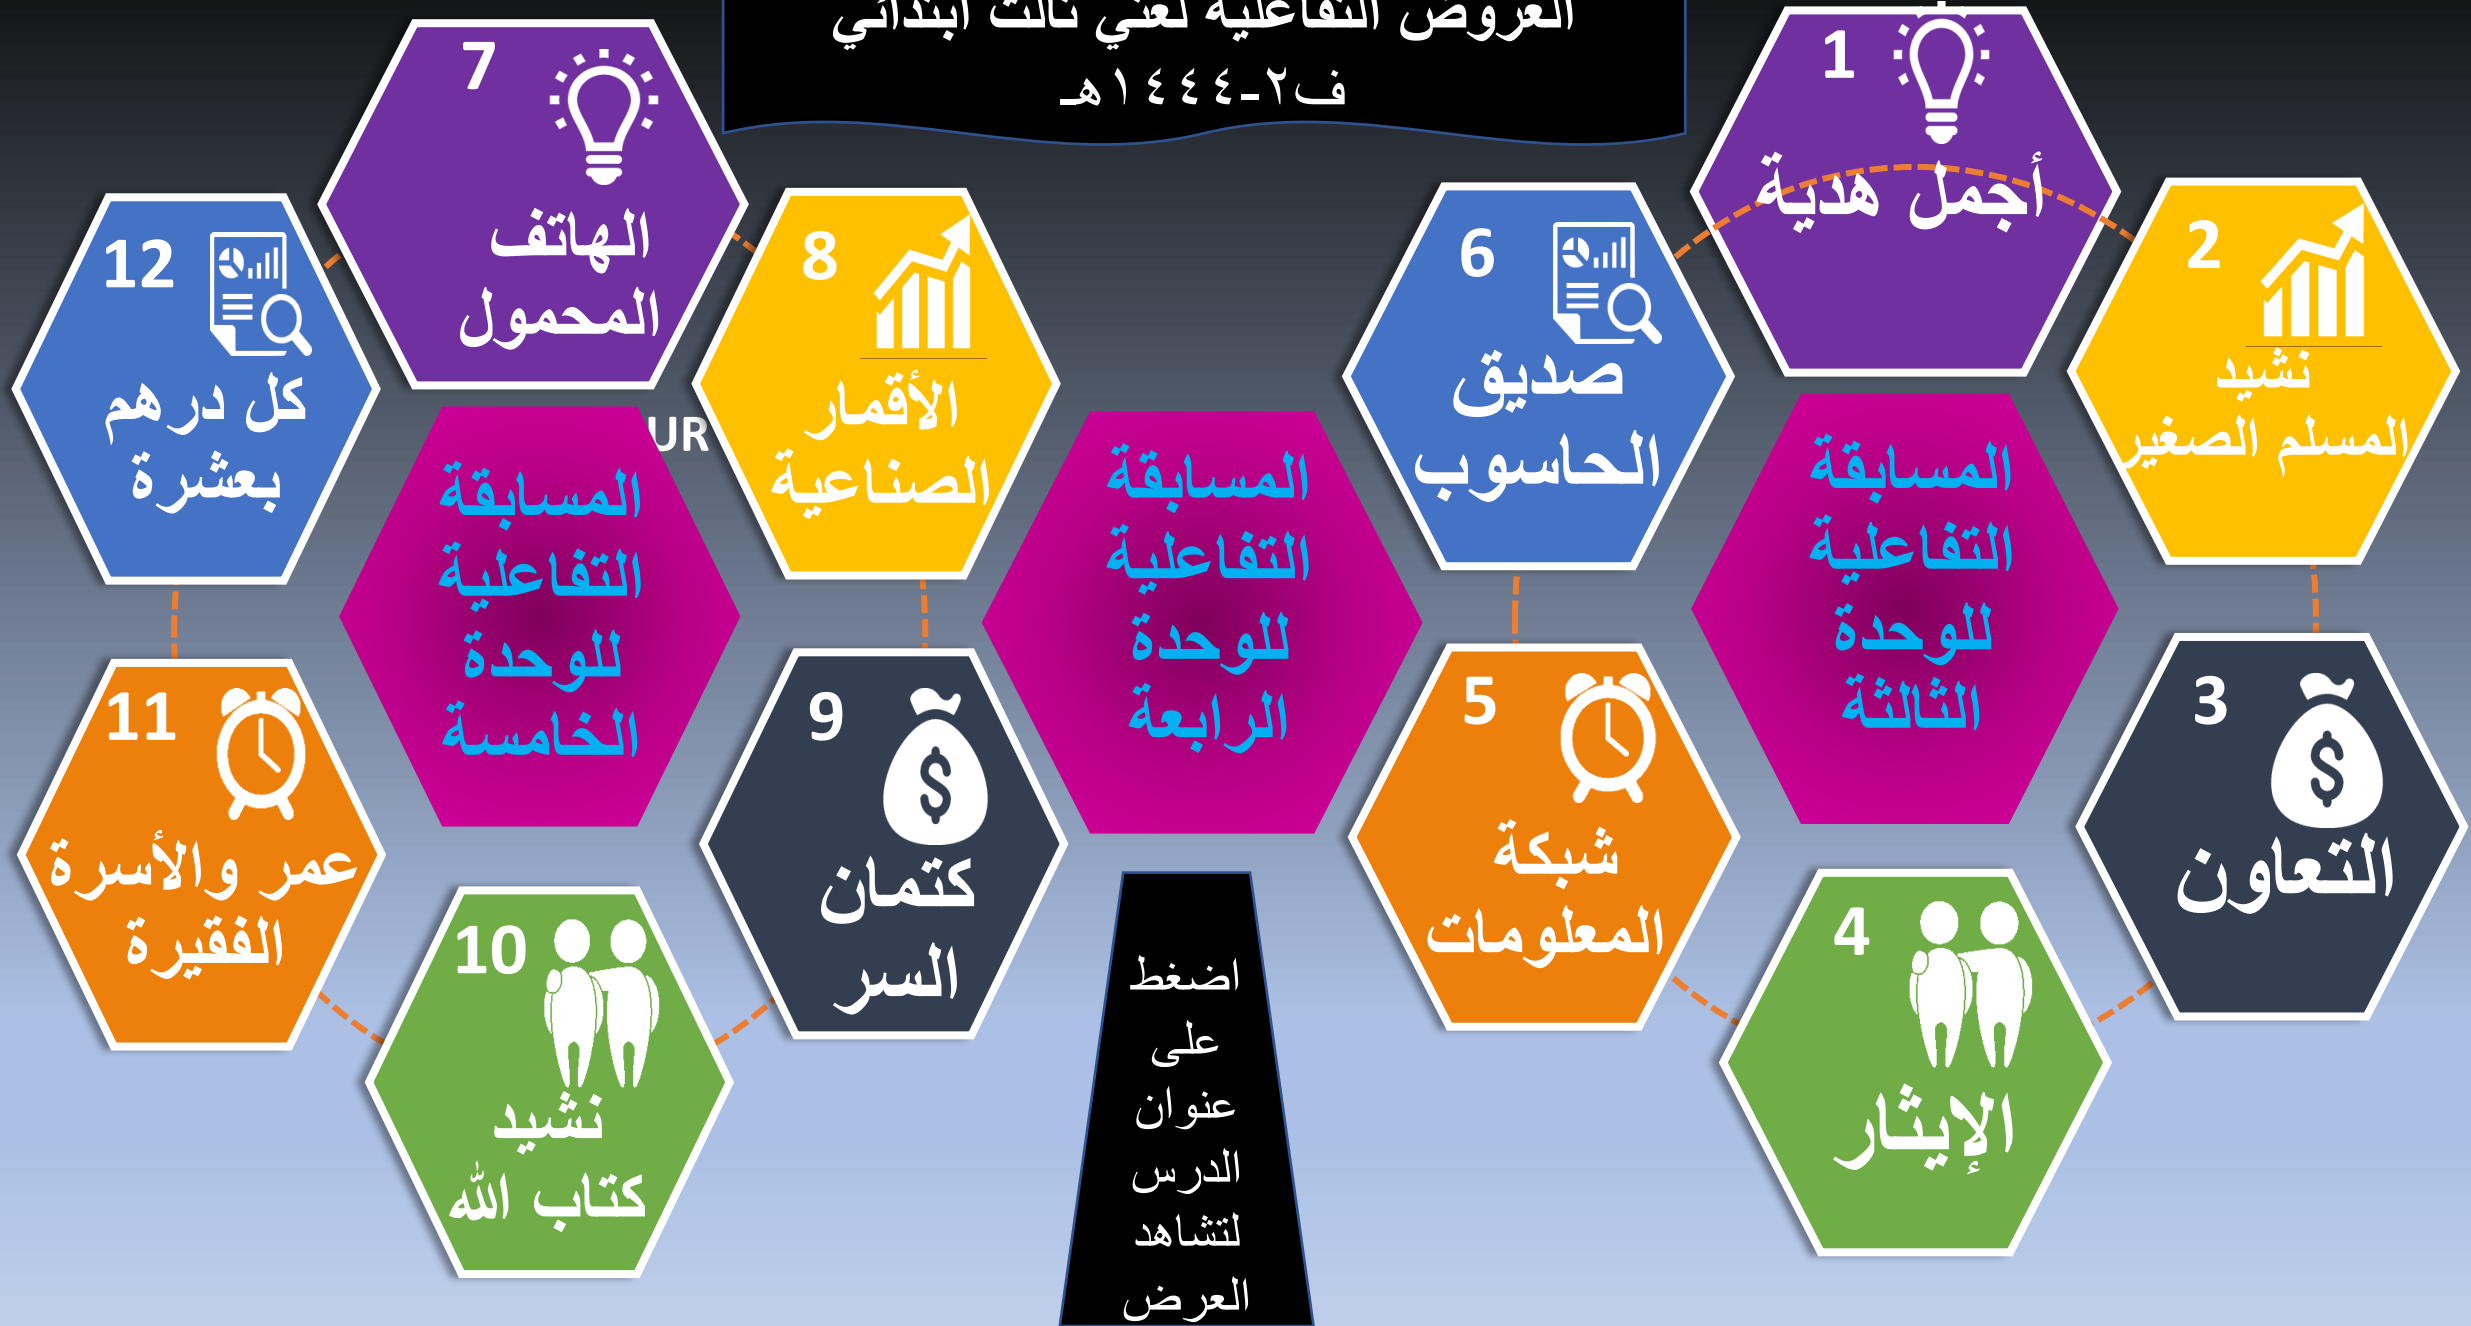 العروض التفاعلية لغتي ثالث ابتدائي
ف٢-١٤٤٤هـ
1
أجمل هدية
2
نشيد
المسلم الصغير
3
التعاون
4
الإيثار
5
شبكة
المعلومات
6
صديق
الحاسوب
المسابقة
التفاعلية
للوحدة
الثالثة
المسابقة
التفاعلية
للوحدة
الرابعة
7
الهاتف
المحمول
8
الأقمار
الصناعية
9
كتمان
السر
10
نشيد
كتاب الله
11
عمر والأسرة
الفقيرة
12
كل درهم
بعشرة
UR
المسابقة
التفاعلية
للوحدة
الخامسة
اضغط
على
عنوان
الدرس
لتشاهد
العرض